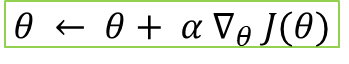 θ ← θ + α ∇θ J(θ)